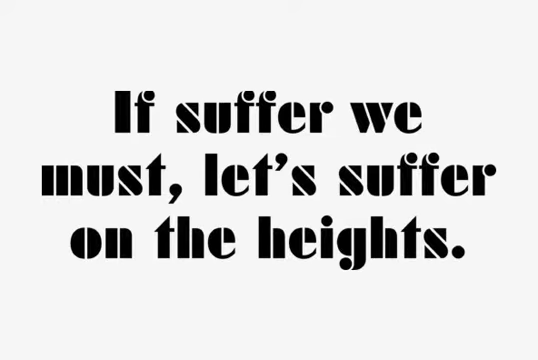 If suffer we
must, let’s suffer
on the heights.